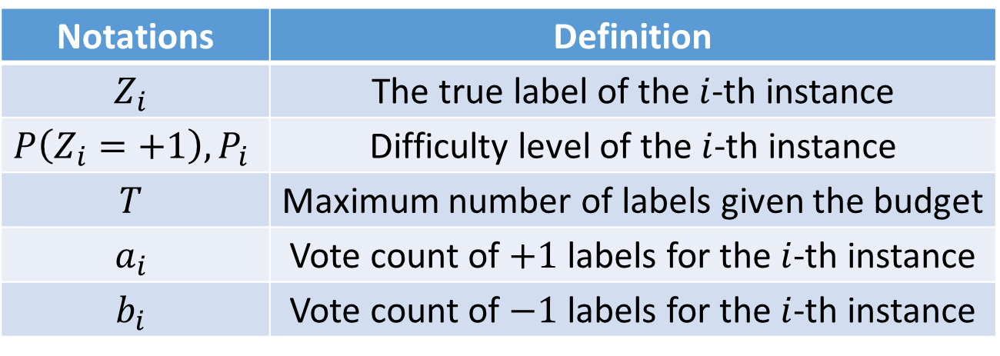 Notations Definition
Z_i The true label of the i-th instance
P(Z_i = +1), P_i Difficulty level of the i-th instance
T Maximum number of labels given the budget
a_i Vote count of +1 labels for the i-th instance
b_i Vote count of −1 labels for the i-th instance